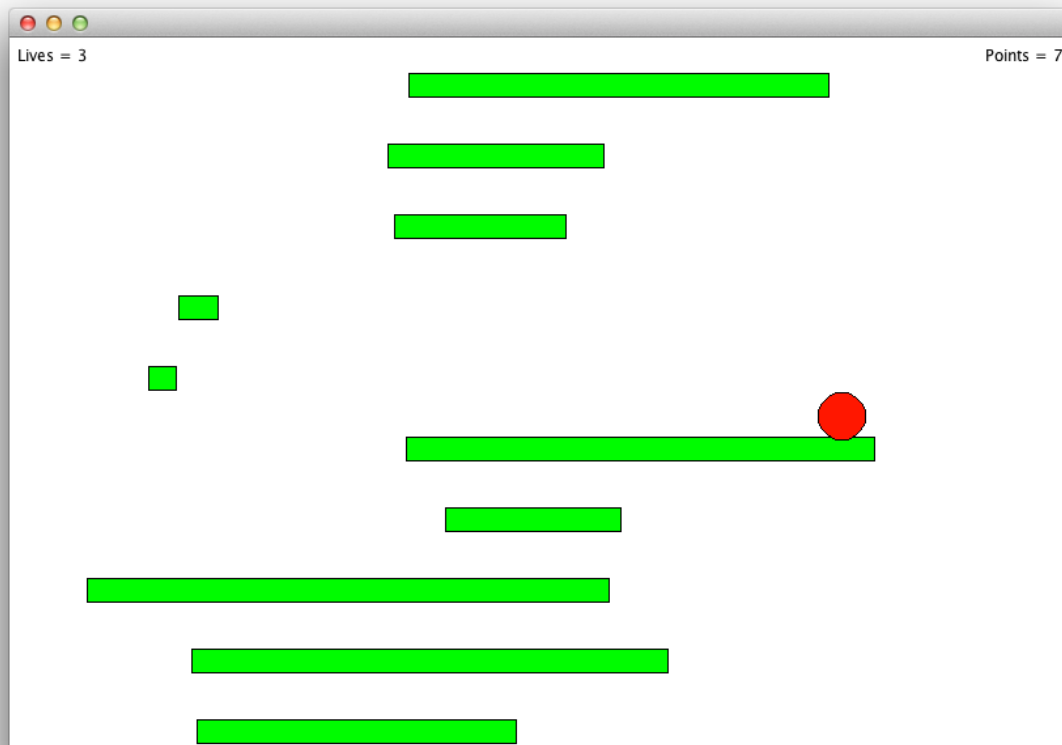 Lives = 3
Points = 7